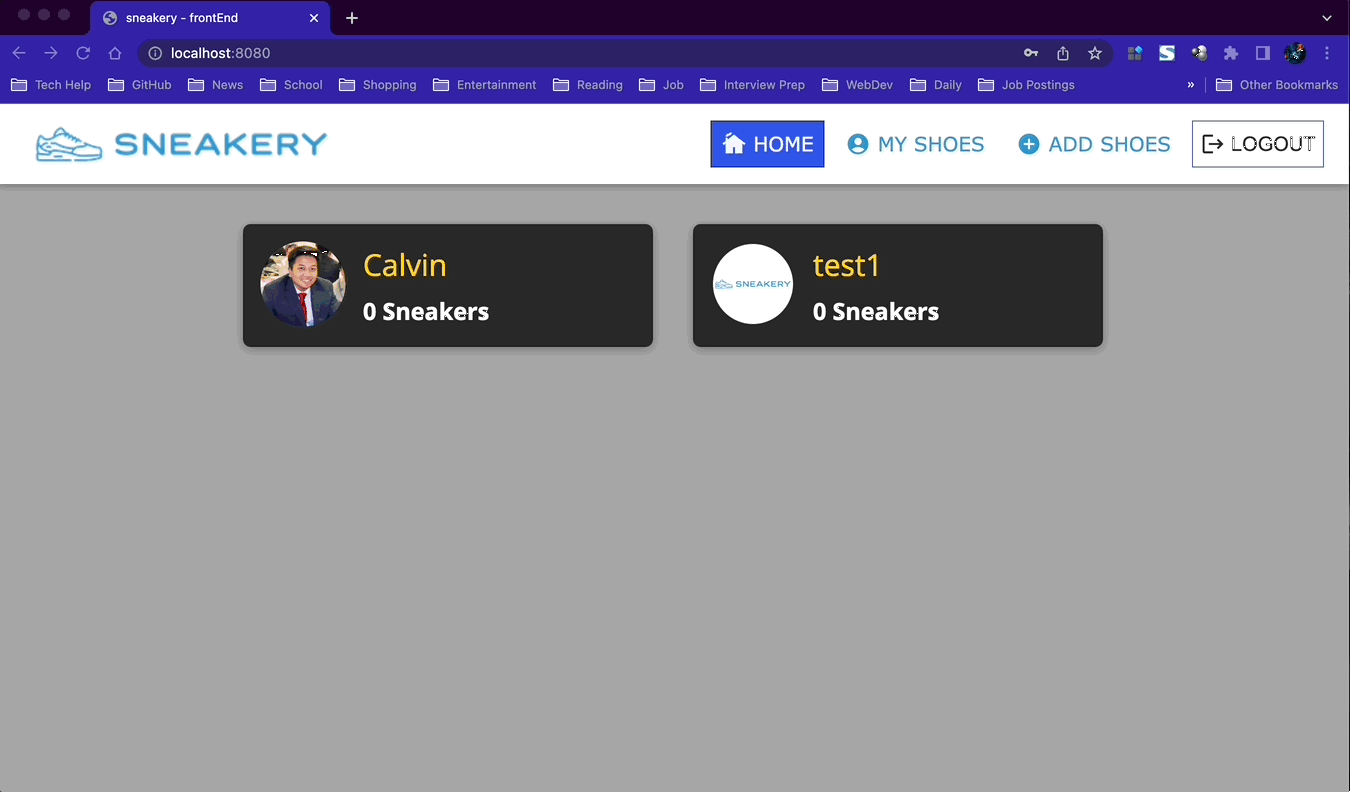 sneakery - frontEnd
localhost:8080
Tech Help GitHub News School Shopping Entertainment Reading Job Interview Prep WebDev Daily Job Postings » Other Bookmarks
SNEAKERY HOME MY SHOES ADD SHOES LOGOUT
Calvin
0 Sneakers
SNEAKERY
test1
0 Sneakers